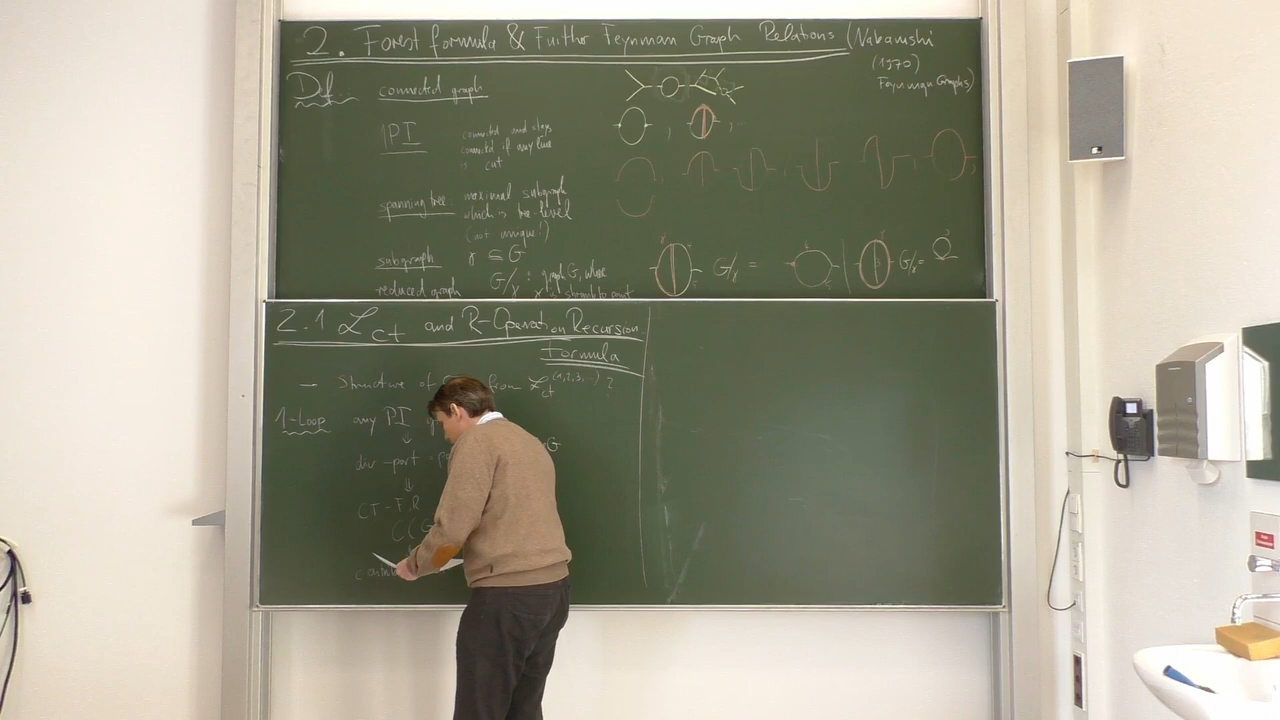 2. Forest formula & Further Feynman Graph Relations (Nakanishi
(1970)
Feynman Graphs)
Def.: connected graph
1PI connected and stays
connected if any line
is cut
spanning tree: maximal subgraph
which is tree-level
(not unique!)
subgraph γ ⊆ G
reduced graph G/γ : graph G, where
γ is shrunk to point
G/γ =
G/γ =
2.1 ℒct and R-Operation Recursion
Formula
— Structure of from ℒct^(1,2,3,...) ?
1-Loop any PI
⇓
div-part
G
⇓
CT-F.R
C(G